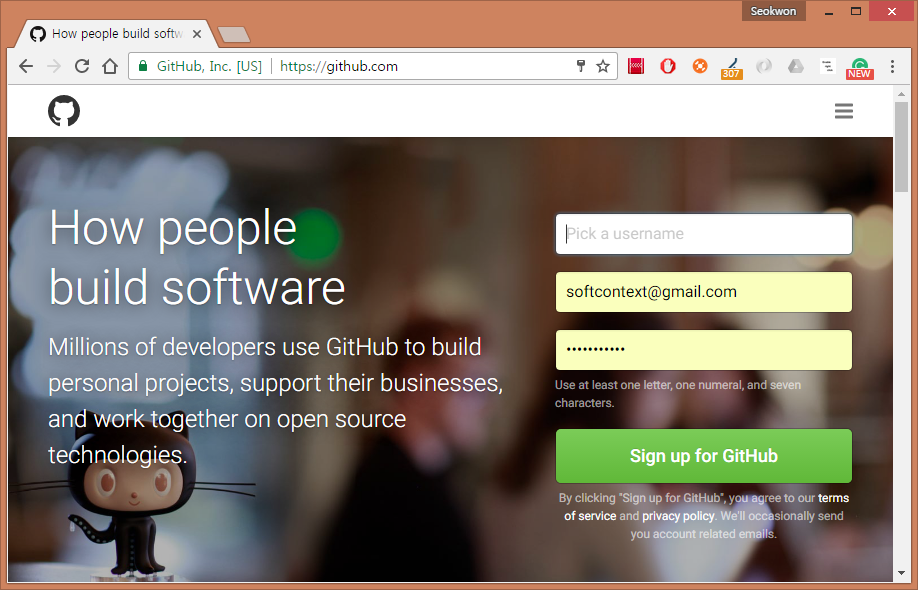 Seokwon
How people build softw
GitHub, Inc. [US]
https://github.com
307
NEW
How people
build software
Millions of developers use GitHub to build
personal projects, support their businesses,
and work together on open source
technologies.
Pick a username
softcontext@gmail.com
•••••••••••
Use at least one letter, one numeral, and seven
characters.
Sign up for GitHub
By clicking "Sign up for GitHub", you agree to our terms
of service and privacy policy. We'll occasionally send
you account related emails.